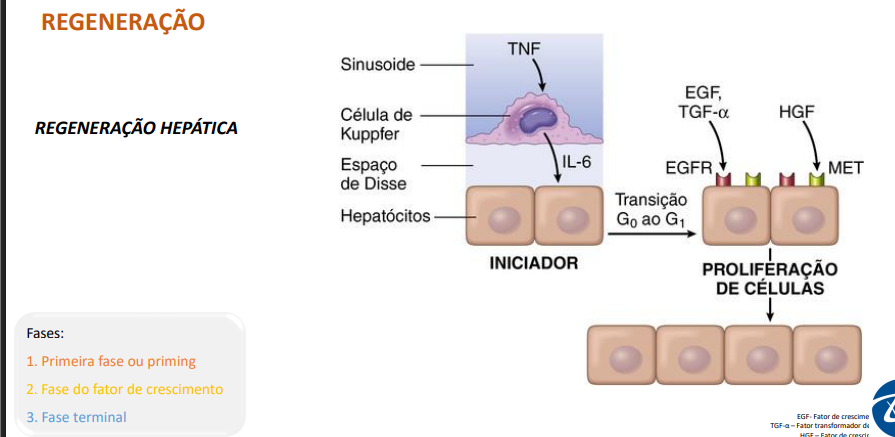 REGENERAÇÃO
REGENERAÇÃO HEPÁTICA
Sinusoide
TNF
Célula de
Kuppfer
IL-6
Espaço
de Disse
Hepatócitos
INICIADOR
Transição
G₀ ao G₁
EGF,
TGF-α
HGF
EGFR
MET
PROLIFERAÇÃO
DE CÉLULAS
Fases:
1. Primeira fase ou priming
2. Fase do fator de crescimento
3. Fase terminal
EGF- Fator de
TGF-α – Fator transformador
HGF – Fator de